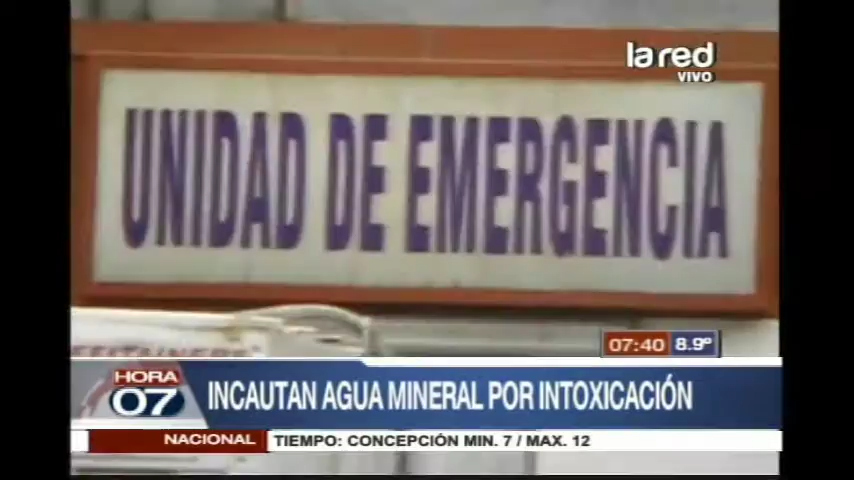 la red
VIVO
UNIDAD DE EMERGENCIA
07:40 8.9º
HORA
07
INCAUTAN AGUA MINERAL POR INTOXICACIÓN
NACIONAL
TIEMPO: CONCEPCIÓN MIN. 7 / MAX. 12